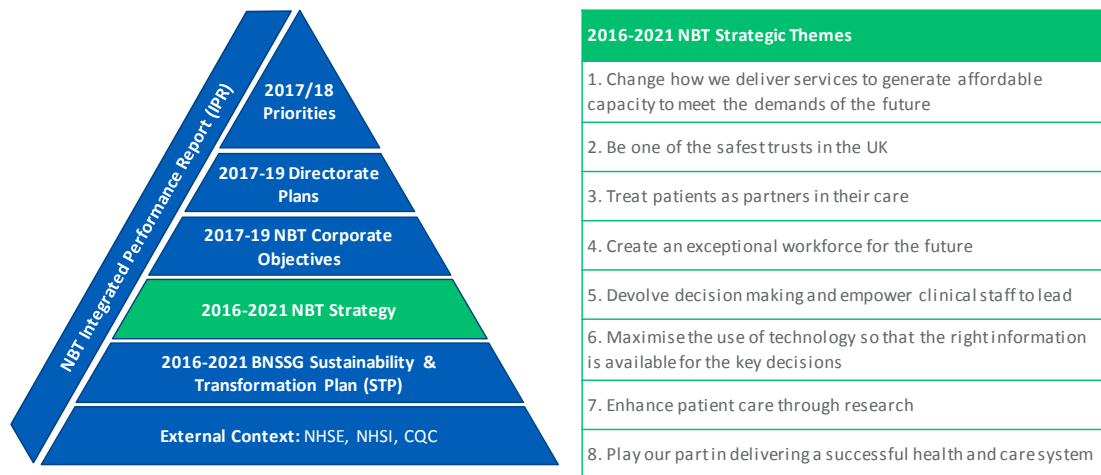 NBT Integrated Performance Report (IPR)
2017/18
Priorities
2017-19 Directorate
Plans
2017-19 NBT Corporate
Objectives
2016-2021 NBT Strategy
2016-2021 BNSSG Sustainability &
Transformation Plan (STP)
External Context: NHSE, NHSI, CQC
2016-2021 NBT Strategic Themes
1. Change how we deliver services to generate affordable
capacity to meet the demands of the future
2. Be one of the safest trusts in the UK
3. Treat patients as partners in their care
4. Create an exceptional workforce for the future
5. Devolve decision making and empower clinical staff to lead
6. Maximise the use of technology so that the right information
is available for the key decisions
7. Enhance patient care through research
8. Play our part in delivering a successful health and care system